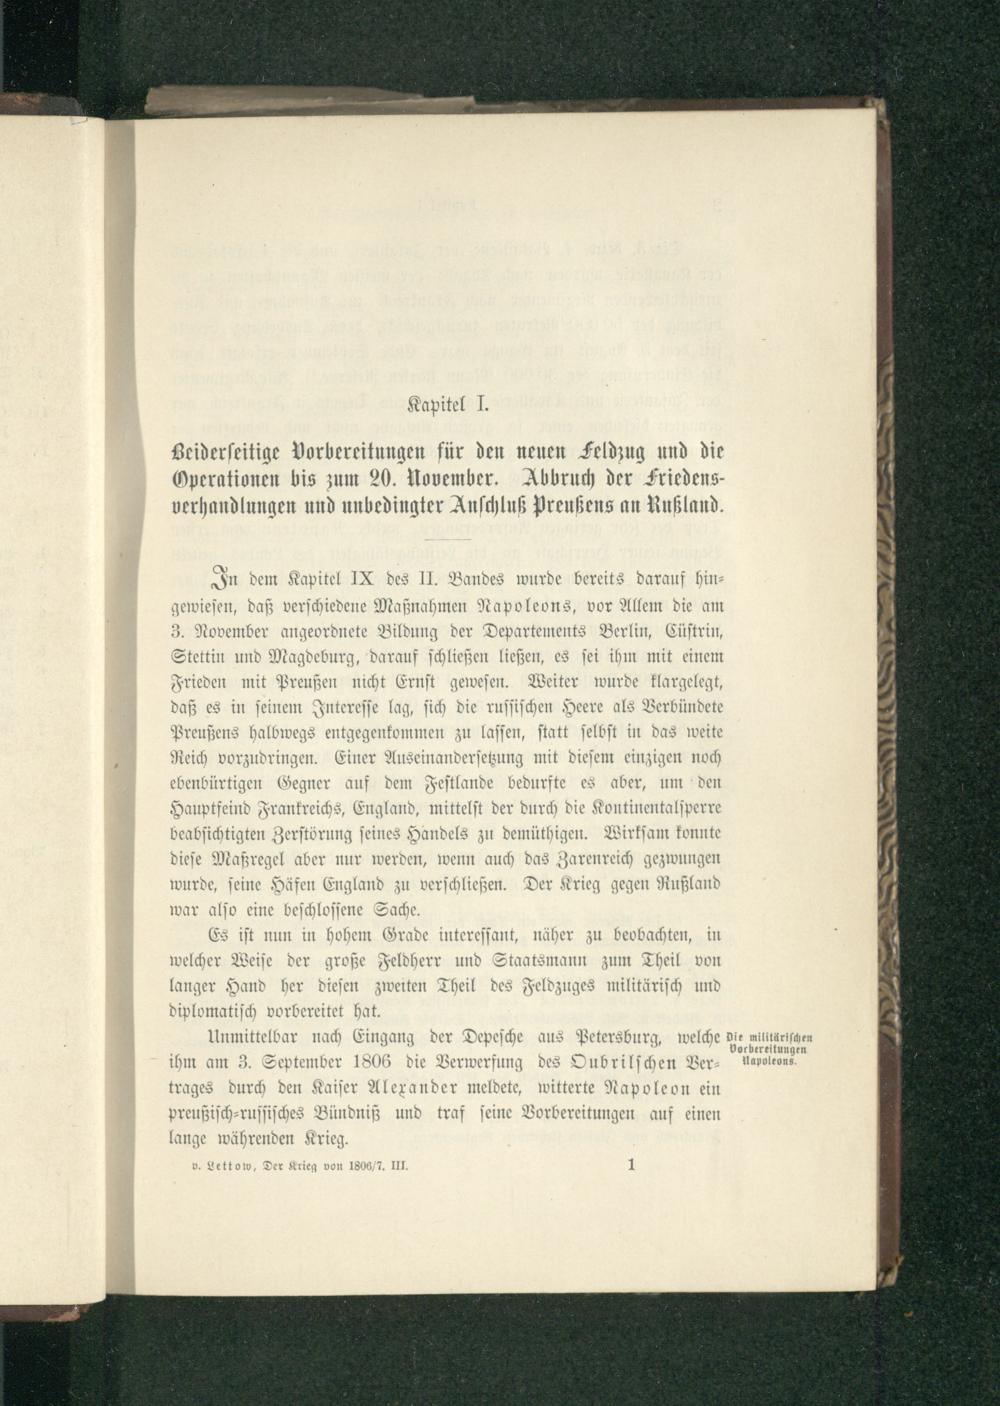 Kapitel I.
Beiderseitige Vorbereitungen für den neuen Feldzug und die
Operationen bis zum 20. November. Abbruch der Friedens-
verhandlungen und unbedingter Anschluß Preußens an Rußland.
In dem Kapitel IX des II. Bandes wurde bereits darauf hin-
gewiesen, daß verschiedene Maßnahmen Napoleons, vor Allem die am
3. November angeordnete Bildung der Departements Berlin, Cüstrin,
Stettin und Magdeburg, darauf schließen ließen, es sei ihm mit einem
Frieden mit Preußen nicht Ernst gewesen. Weiter wurde klargelegt,
daß es in seinem Interesse lag, sich die russischen Heere als Verbündete
Preußens halbwegs entgegenkommen zu lassen, statt selbst in das weite
Reich vorzudringen. Einer Auseinandersetzung mit diesem einzigen noch
ebenbürtigen Gegner auf dem Festlande bedurfte es aber, um den
Hauptfeind Frankreichs, England, mittelst der durch die Kontinentalsperre
beabsichtigten Zerstörung seines Handels zu demüthigen. Wirksam konnte
diese Maßregel aber nur werden, wenn auch das Zarenreich gezwungen
wurde, seine Häfen England zu verschließen. Der Krieg gegen Rußland
war also eine beschlossene Sache.
Es ist nun in hohem Grade interessant, näher zu beobachten, in
welcher Weise der große Feldherr und Staatsmann zum Theil von
langer Hand her diesen zweiten Theil des Feldzuges militärisch und
diplomatisch vorbereitet hat.
Unmittelbar nach Eingang der Depesche aus Petersburg, welche
ihm am 3. September 1806 die Verwerfung des Oubrilschen Ver-
trages durch den Kaiser Alexander meldete, witterte Napoleon ein
preußisch-russisches Bündniß und traf seine Vorbereitungen auf einen
lange währenden Krieg.
Die militärischen
Vorbereitungen
Napoleons.
v. Lettow, Der Krieg von 1806/7. III.
1